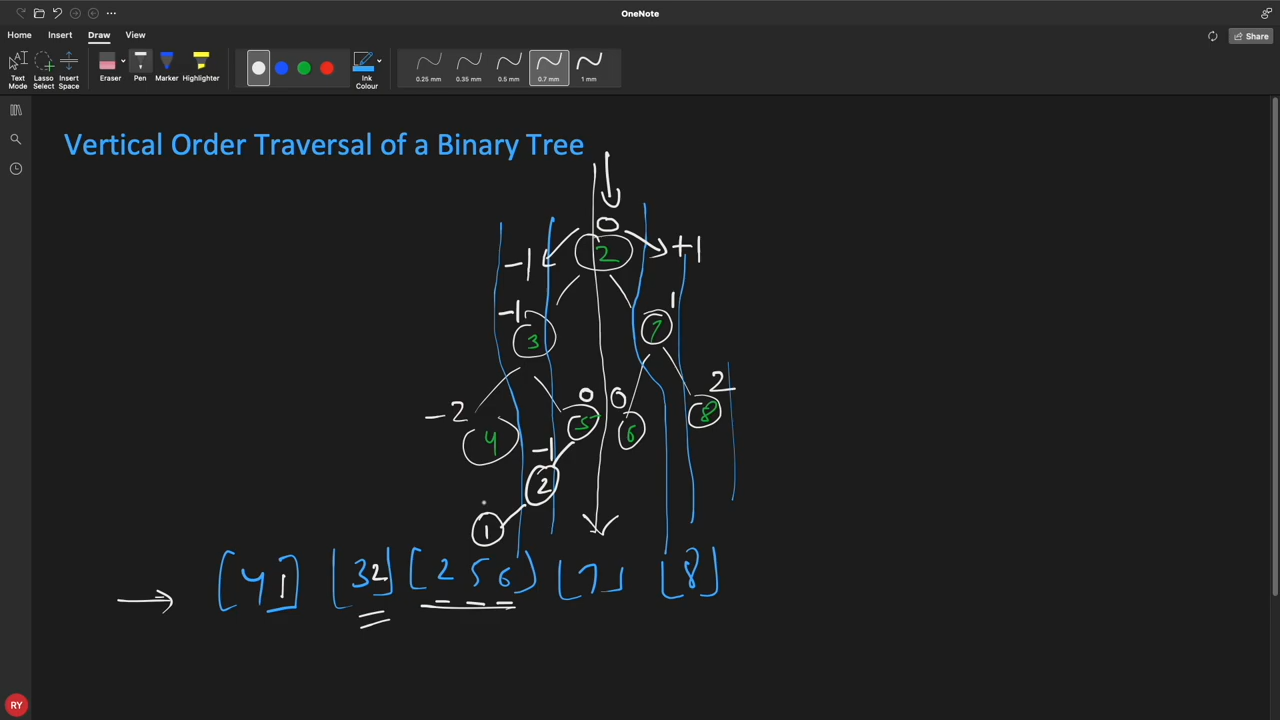 OneNote
Home Insert Draw View
Share
Text Mode
Lasso Select
Insert Space
Eraser
Pen
Marker
Highlighter
Ink Colour
0.25 mm
0.35 mm
0.5 mm
0.7 mm
1 mm
Vertical Order Traversal of a Binary Tree
0
-1 2 +1
-1 1
3 7
-2 0 0 2
4 5 6 8
-1
2
1
[4 1] [3 2] [2 5 6] [7] [8]
RY